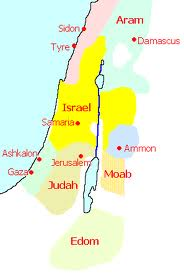 Aram
Sidon
Damascus
Tyre
Israel
Samaria
Ammon
Ashkalon
Jerusalem
Gaza
Judah
Moab
Edom